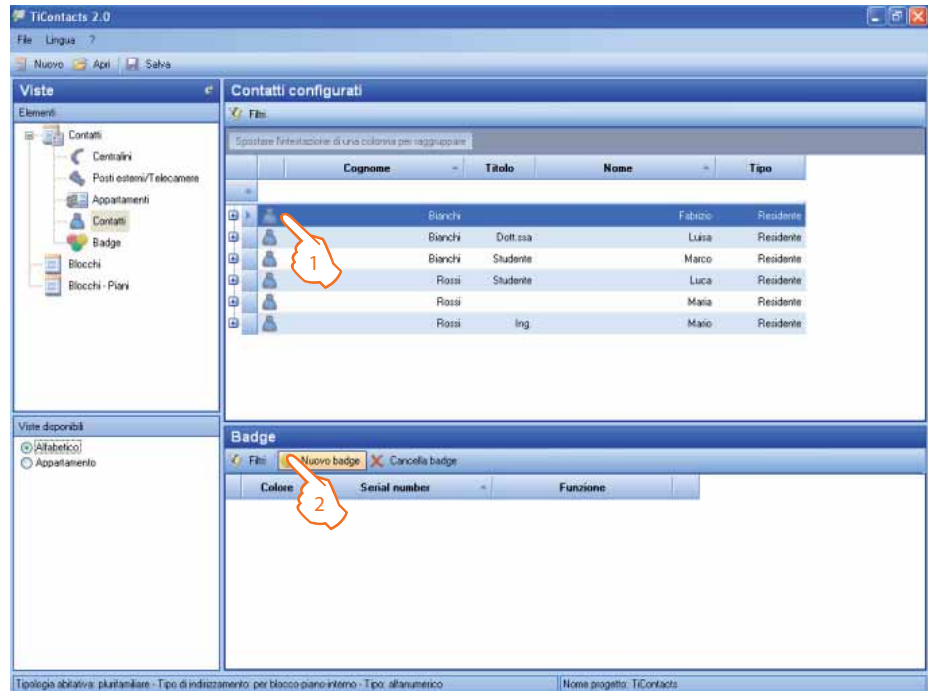 TiContacts 2.0
File Lingua ?
Nuovo Apri Salva
Viste
Elementi
Contatti
Centralini
Posti esterni/Telecamere
Appartamenti
Contatti
Badge
Blocchi
Blocchi - Piani
Viste disponibili
Alfabetico
Appartamento
Contatti configurati
Filtri
Spostare l'intestazione di una colonna per raggruppare
Cognome Titolo Nome Tipo
Bianchi Fabrizio Residente
Bianchi Dott.ssa Luisa Residente
Bianchi Studente Marco Residente
Rossi Studente Luca Residente
Rossi Maria Residente
Rossi Ing. Mario Residente
1
Badge
Filtri Nuovo badge Cancella badge
Colore Serial number Funzione
2
Tipologia abitativa: plurifamiliare - Tipo di indirizzamento: per blocco-piano-interno - Tipo: alfanumerico
Nome progetto: TiContacts